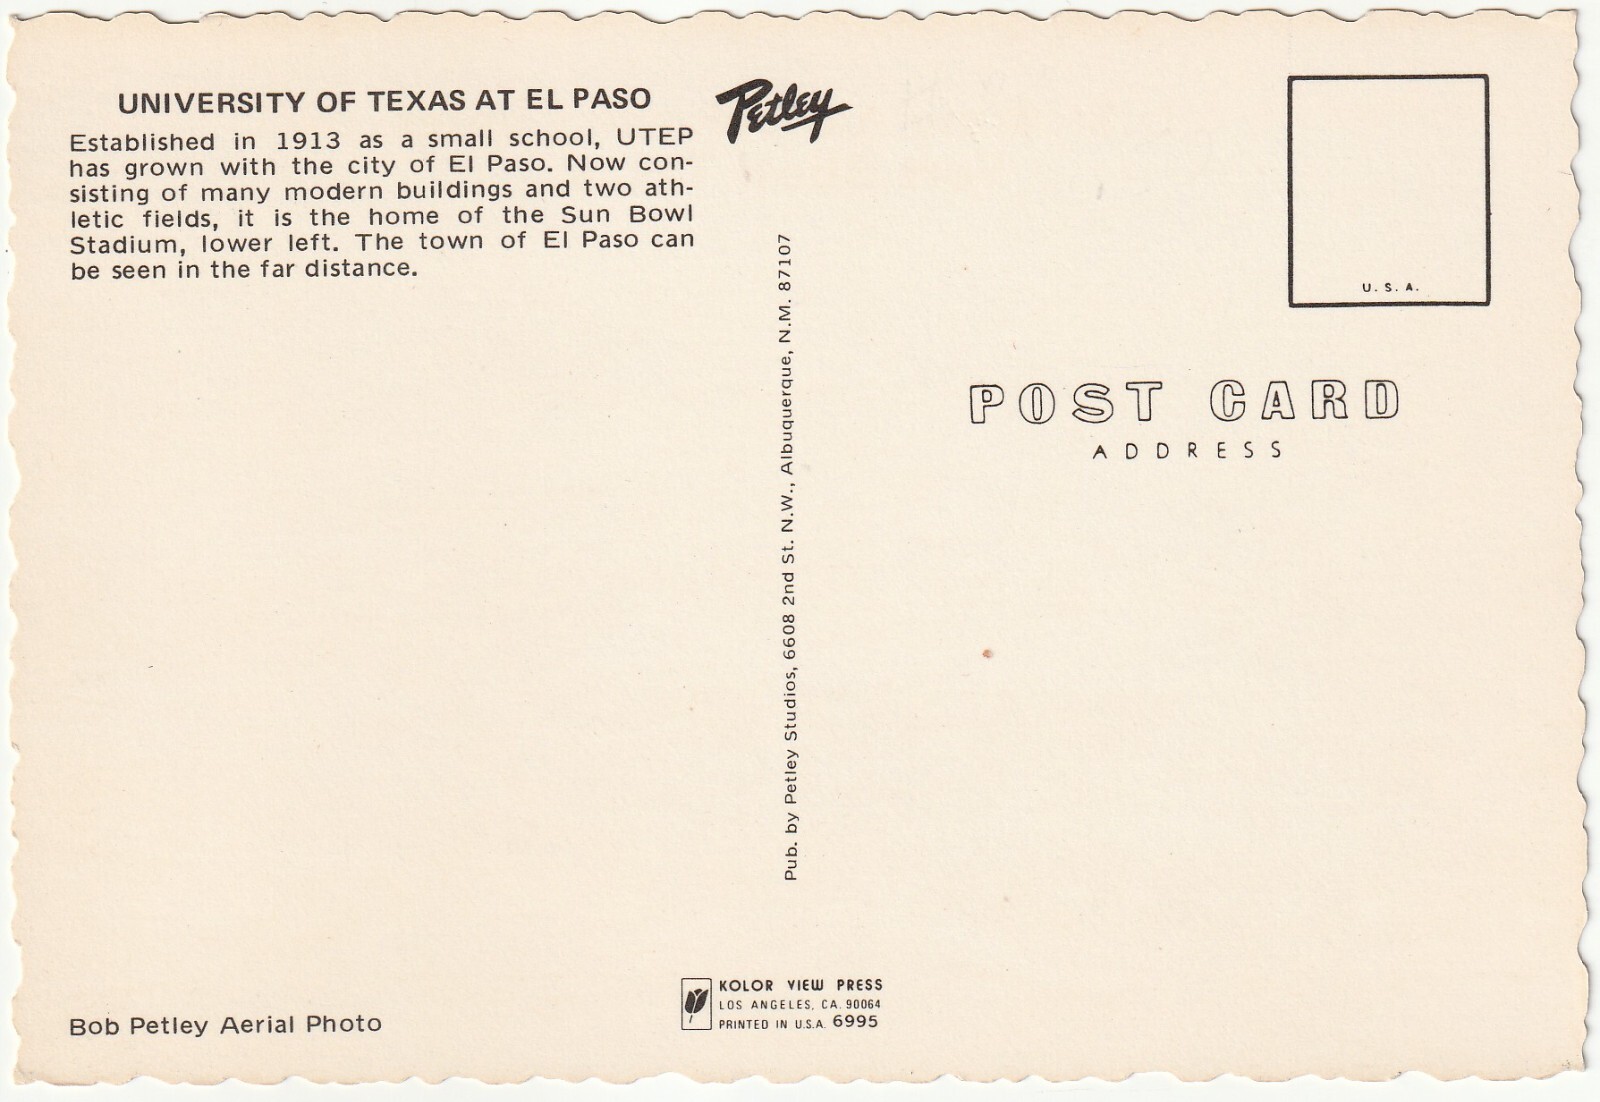 UNIVERSITY OF TEXAS AT EL PASO
Established in 1913 as a small school, UTEP
has grown with the city of El Paso. Now con-
sisting of many modern buildings and two ath-
letic fields, it is the home of the Sun Bowl
Stadium, lower left. The town of El Paso can
be seen in the far distance.
Bob Petley Aerial Photo
Petley
Pub. by Petley Studios, 6608 2nd St. N.W., Albuquerque, N.M. 87107
KOLOR VIEW PRESS
LOS ANGELES, CA. 90064
PRINTED IN U.S.A. 6995
U. S. A.
POST CARD
ADDRESS